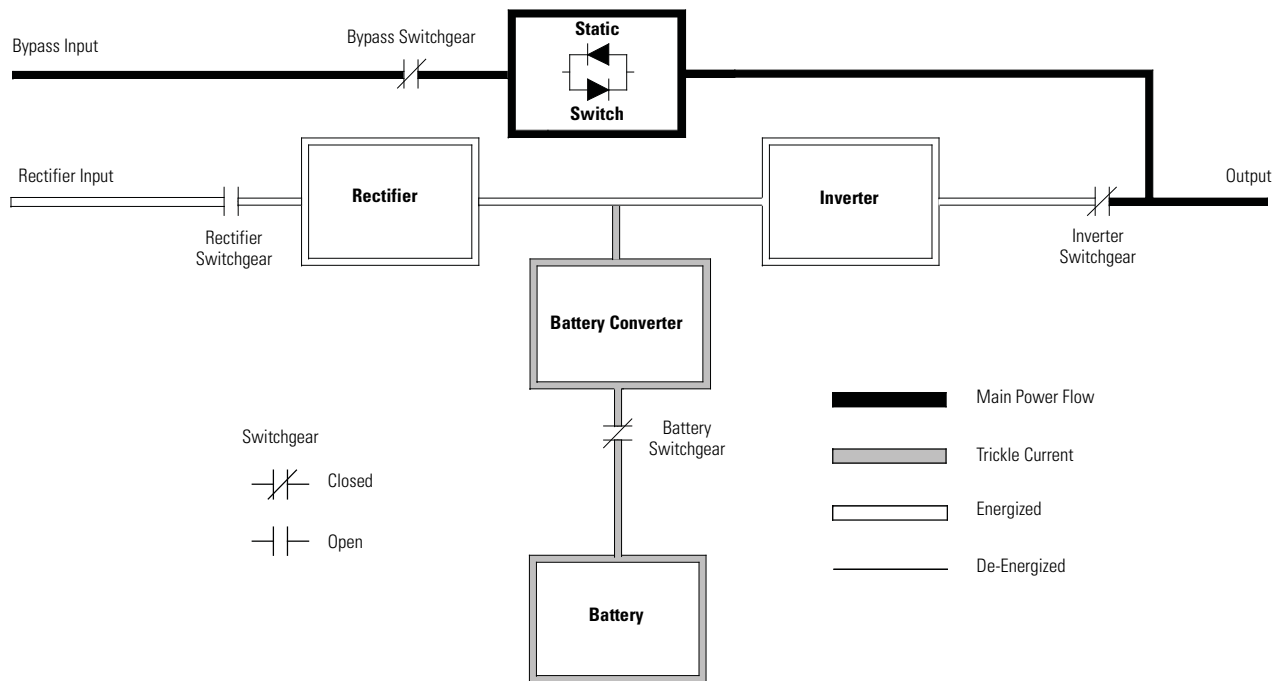 Bypass Input
Bypass Switchgear
Static
Switch
Rectifier Input
Rectifier
Inverter
Output
Rectifier
Switchgear
Inverter
Switchgear
Battery Converter
Battery
Switchgear
Switchgear
Closed
Open
Main Power Flow
Trickle Current
Energized
De-Energized
Battery